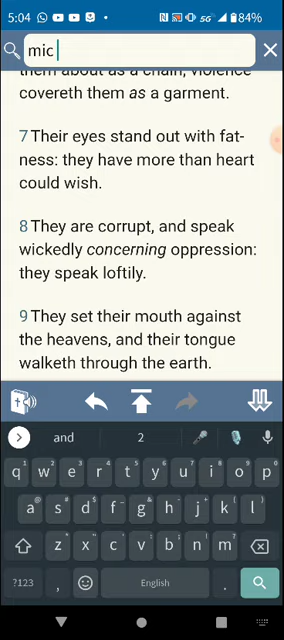 5:04 5G 84%
mic
them about as a chain; violence
covereth them as a garment.
7 Their eyes stand out with fat-
ness: they have more than heart
could wish.
8 They are corrupt, and speak
wickedly concerning oppression:
they speak loftily.
9 They set their mouth against
the heavens, and their tongue
walketh through the earth.
and 2
q w e r t y u i o p
a s d f g h j k l
z x c v b n m
?123 , English .